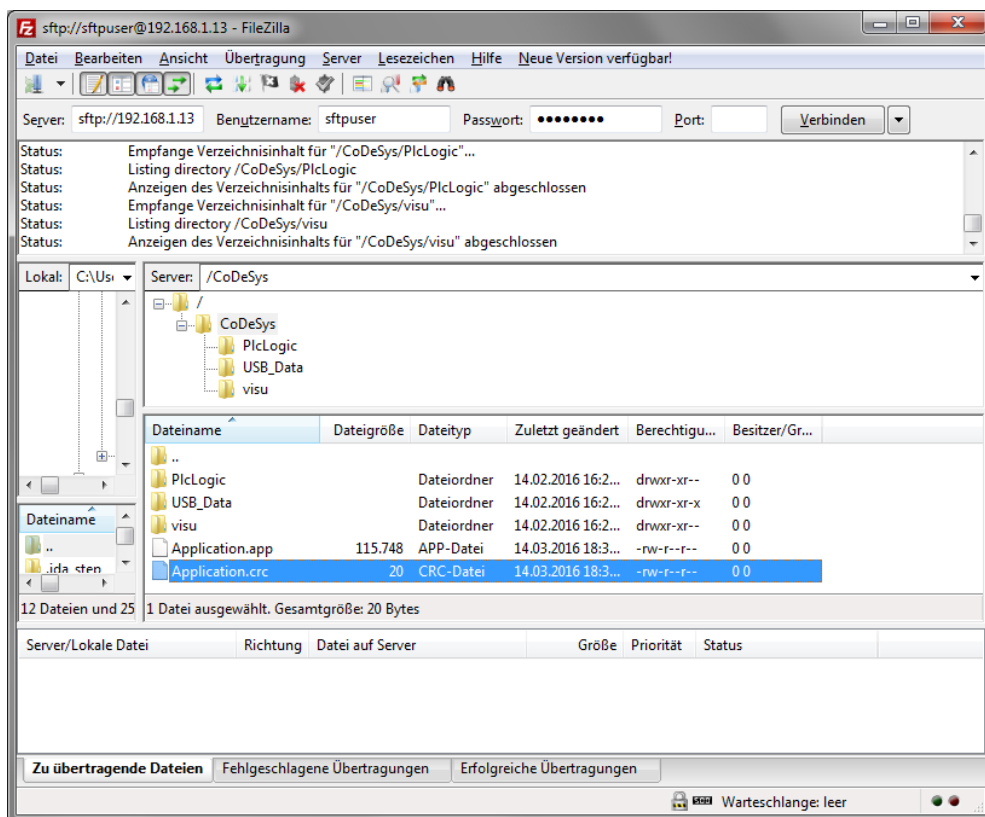 sftp://sftpuser@192.168.1.13 - FileZilla
Datei Bearbeiten Ansicht Übertragung Server Lesezeichen Hilfe Neue Version verfügbar!
Server: sftp://192.168.1.13 Benutzername: sftpuser Passwort: ●●●●●●●● Port: Verbinden
Status: Empfange Verzeichnisinhalt für "/CoDeSys/PlcLogic"...
Status: Listing directory /CoDeSys/PlcLogic
Status: Anzeigen des Verzeichnisinhalts für "/CoDeSys/PlcLogic" abgeschlossen
Status: Empfange Verzeichnisinhalt für "/CoDeSys/visu"...
Status: Listing directory /CoDeSys/visu
Status: Anzeigen des Verzeichnisinhalts für "/CoDeSys/visu" abgeschlossen
Lokal: C:\Us Server: /CoDeSys
/
CoDeSys
PlcLogic
USB_Data
visu
Dateiname Dateigröße Dateityp Zuletzt geändert Berechtigu... Besitzer/Gr...
..
PlcLogic Dateiordner 14.02.2016 16:2... drwxr-xr-- 0 0
USB_Data Dateiordner 14.02.2016 16:2... drwxr-xr-x 0 0
visu Dateiordner 14.02.2016 16:2... drwxr-xr-- 0 0
Application.app 115.748 APP-Datei 14.03.2016 18:3... -rw-r--r-- 0 0
Application.crc 20 CRC-Datei 14.03.2016 18:3... -rw-r--r-- 0 0
Dateiname
..
.ida_sten
12 Dateien und 25 1 Datei ausgewählt. Gesamtgröße: 20 Bytes
Server/Lokale Datei Richtung Datei auf Server Größe Priorität Status
Zu übertragende Dateien Fehlgeschlagene Übertragungen Erfolgreiche Übertragungen
Warteschlange: leer